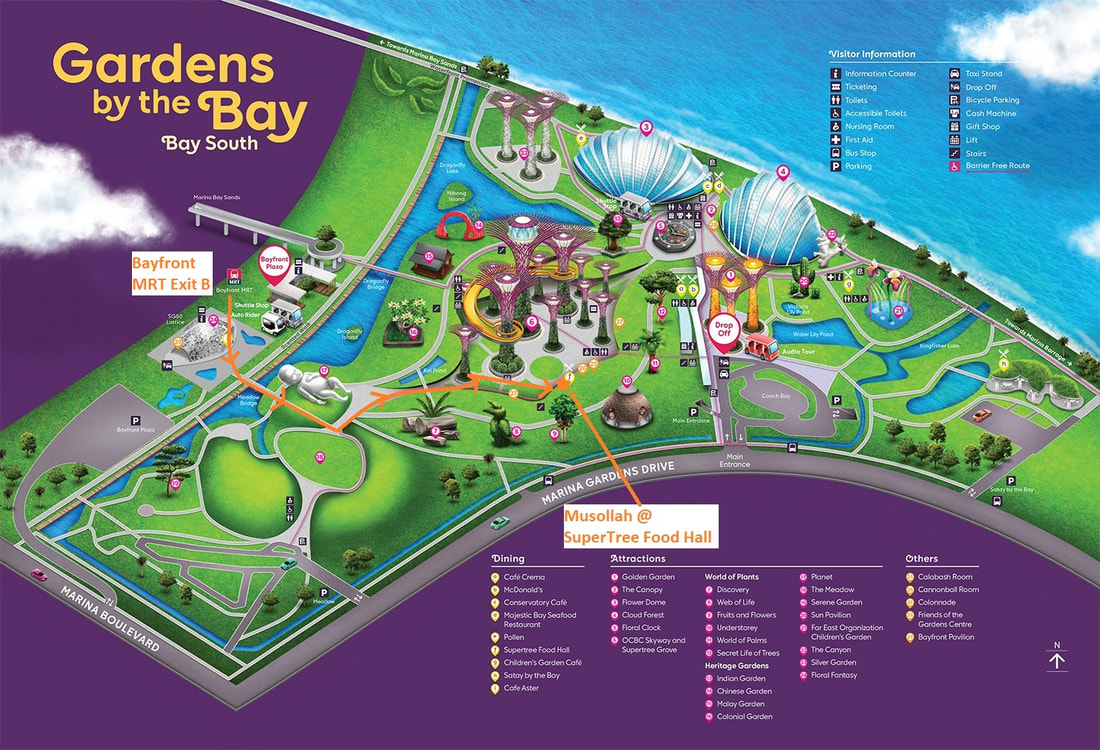 Gardens
by the Bay
Bay South
← Towards Marina Bay Sands
Visitor Information
Information Counter
Ticketing
Toilets
Accessible Toilets
Nursing Room
First Aid
Bus Stop
Parking
Taxi Stand
Drop Off
Bicycle Parking
Cash Machine
Gift Shop
Lift
Stairs
Barrier Free Route
Marina Bay Sands
Bayfront
MRT Exit B
MRT
Bayfront MRT
Bayfront
Plaza
Shuttle Stop
Auto Rider
SG50
Lattice
Dragonfly
Lake
Nibong
Island
Dragonfly
Bridge
Dragonfly
Island
Koi Pond
Meadow
Bridge
Bayfront Plaza
Shuttle
Stop
Drop
Off
Audio Tour
Victoria
Lily Pond
Water Lily Pond
Kingfisher Lake
Towards Marina Barrage →
Coach Bay
Main Entrance
Main
Entrance
Satay by the Bay
Meadow
MARINA GARDENS DRIVE
MARINA BOULEVARD
Musollah @
SuperTree Food Hall
Dining
Café Crema
McDonald's
Conservatory Café
Majestic Bay Seafood
Restaurant
Pollen
Supertree Food Hall
Children's Garden Café
Satay by the Bay
Cafe Aster
Attractions
1 Golden Garden
2 The Canopy
3 Flower Dome
4 Cloud Forest
5 Floral Clock
6 OCBC Skyway and
Supertree Grove
World of Plants
7 Discovery
8 Web of Life
9 Fruits and Flowers
10 Understorey
11 World of Palms
12 Secret Life of Trees
Heritage Gardens
13 Indian Garden
14 Chinese Garden
15 Malay Garden
16 Colonial Garden
17 Planet
18 The Meadow
19 Serene Garden
20 Sun Pavilion
21 Far East Organization
Children's Garden
22 The Canyon
23 Silver Garden
24 Floral Fantasy
Others
Calabash Room
Cannonball Room
Colonnade
Friends of the
Gardens Centre
Bayfront Pavilion
N